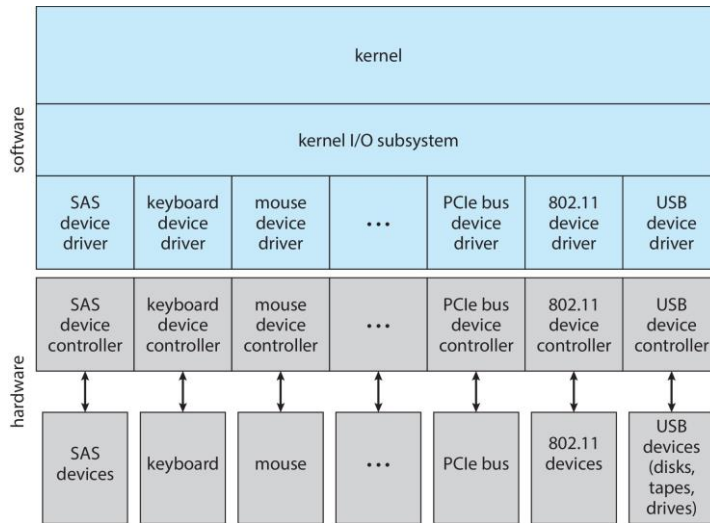 software
kernel
kernel I/O subsystem
SAS
device
driver
keyboard
device
driver
mouse
device
driver
•••
PCIe bus
device
driver
802.11
device
driver
USB
device
driver
hardware
SAS
device
controller
keyboard
device
controller
mouse
device
controller
•••
PCIe bus
device
controller
802.11
device
controller
USB
device
controller
SAS
devices
keyboard
mouse
•••
PCIe bus
802.11
devices
USB
devices
(disks,
tapes,
drives)